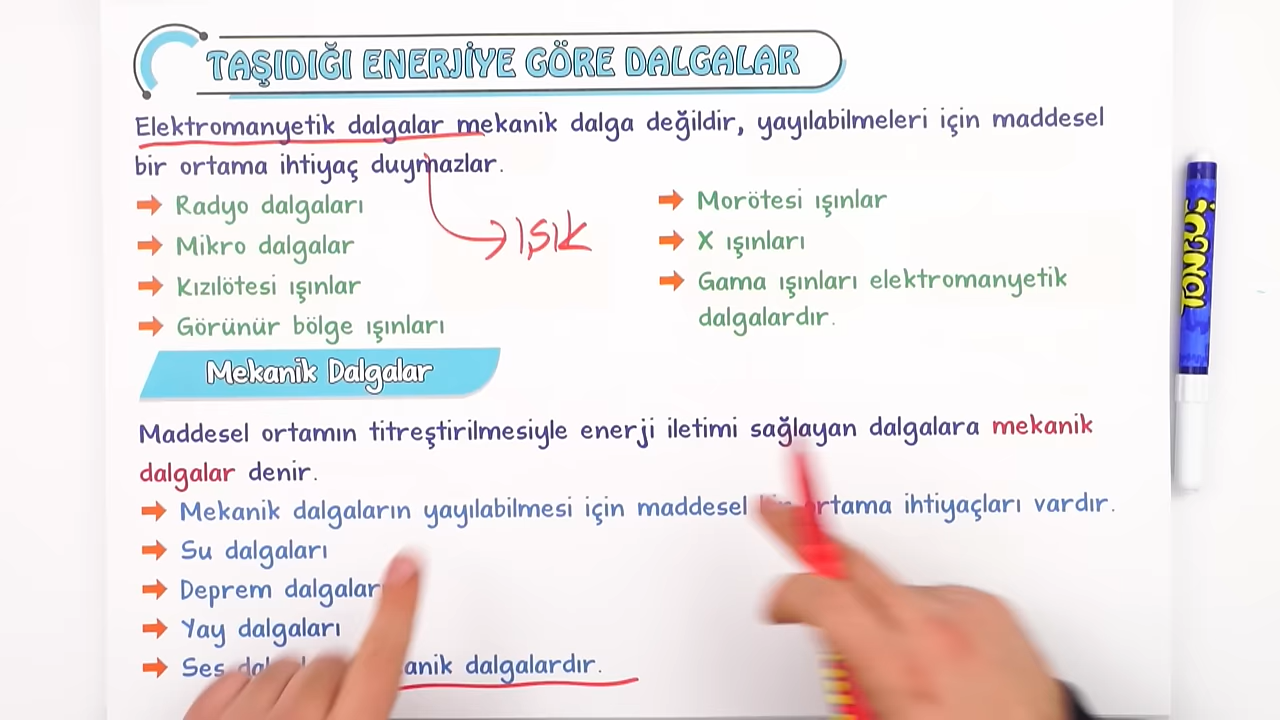 TAŞIDIĞI ENERJİYE GÖRE DALGALAR
Elektromanyetik dalgalar mekanik dalga değildir, yayılabilmeleri için maddesel
bir ortama ihtiyaç duymazlar.
Radyo dalgaları
Mikro dalgalar
Kızılötesi ışınlar
Görünür bölge ışınları
ışık
Morötesi ışınlar
X ışınları
Gama ışınları elektromanyetik
dalgalardır.
Mekanik Dalgalar
Maddesel ortamın titreştirilmesiyle enerji iletimi sağlayan dalgalara mekanik
dalgalar denir.
Mekanik dalgaların yayılabilmesi için maddesel ortama ihtiyaçları vardır.
Su dalgaları
Deprem dalgaları
Yay dalgaları
Ses dalgalardır.
TONGUÇ